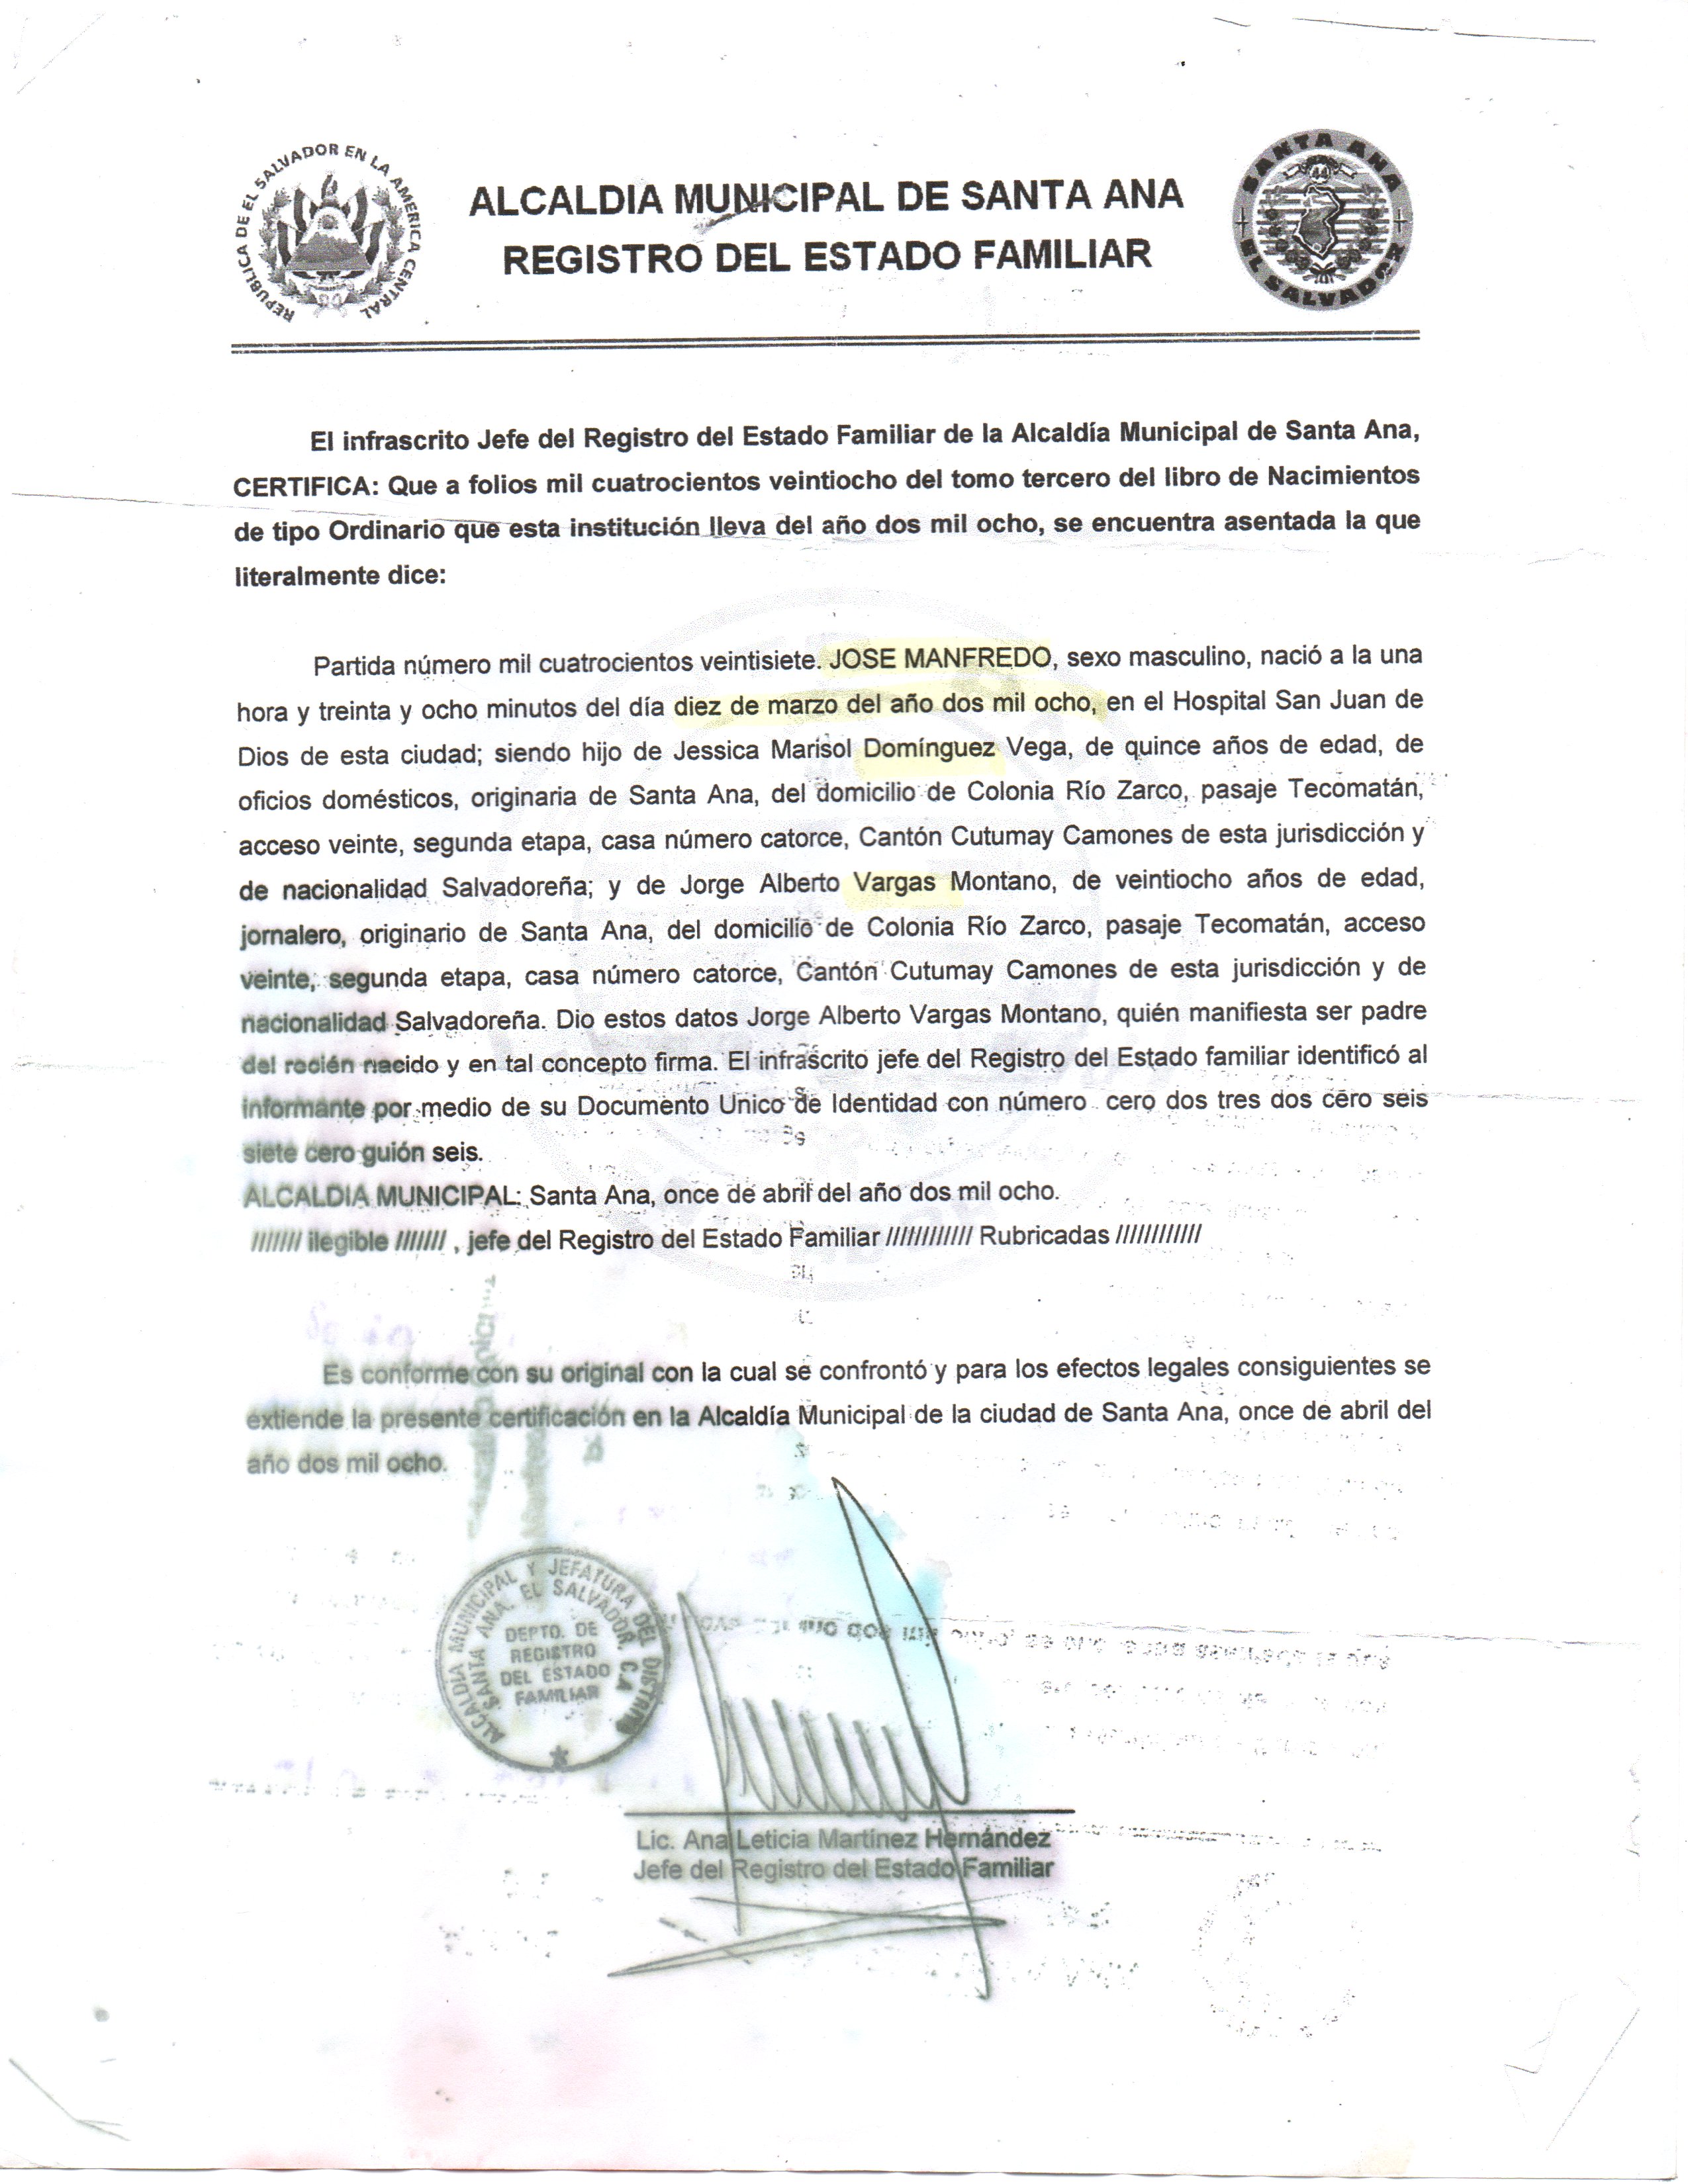 REPUBLICA DE EL SALVADOR EN LA AMERICA CENTRAL
ALCALDIA MUNICIPAL DE SANTA ANA
REGISTRO DEL ESTADO FAMILIAR
SANTA ANA
44
EL SALVADOR
El infrascrito Jefe del Registro del Estado Familiar de la Alcaldía Municipal de Santa Ana,
CERTIFICA: Que a folios mil cuatrocientos veintiocho del tomo tercero del libro de Nacimientos
de tipo Ordinario que esta institución lleva del año dos mil ocho, se encuentra asentada la que
literalmente dice:
Partida número mil cuatrocientos veintisiete. JOSE MANFREDO, sexo masculino, nació a la una
hora y treinta y ocho minutos del día diez de marzo del año dos mil ocho, en el Hospital San Juan de
Dios de esta ciudad; siendo hijo de Jessica Marisol Domínguez Vega, de quince años de edad, de
oficios domésticos, originaria de Santa Ana, del domicilio de Colonia Río Zarco, pasaje Tecomatán,
acceso veinte, segunda etapa, casa número catorce, Cantón Cutumay Camones de esta jurisdicción y
de nacionalidad Salvadoreña; y de Jorge Alberto Vargas Montano, de veintiocho años de edad,
jornalero, originario de Santa Ana, del domicilio de Colonia Río Zarco, pasaje Tecomatán, acceso
veinte, segunda etapa, casa número catorce, Cantón Cutumay Camones de esta jurisdicción y de
nacionalidad Salvadoreña. Dio estos datos Jorge Alberto Vargas Montano, quién manifiesta ser padre
del recién nacido y en tal concepto firma. El infrascrito jefe del Registro del Estado familiar identificó al
informante por medio de su Documento Unico de Identidad con número cero dos tres dos cero seis
siete cero guión seis.
ALCALDIA MUNICIPAL: Santa Ana, once de abril del año dos mil ocho.
/////// ilegible ///////, jefe del Registro del Estado Familiar //////////// Rubricadas ////////////
Es conforme con su original con la cual se confrontó y para los efectos legales consiguientes se
extiende la presente certificación en la Alcaldía Municipal de la ciudad de Santa Ana, once de abril del
año dos mil ocho.
ALCALDIA MUNICIPAL Y JEFATURA DEL DISTRITO
SANTA ANA. EL SALVADOR. C.A
DEPTO. DE
REGISTRO
DEL ESTADO
FAMILIAR
Lic. Ana Leticia Martínez Hernández
Jefe del Registro del Estado Familiar